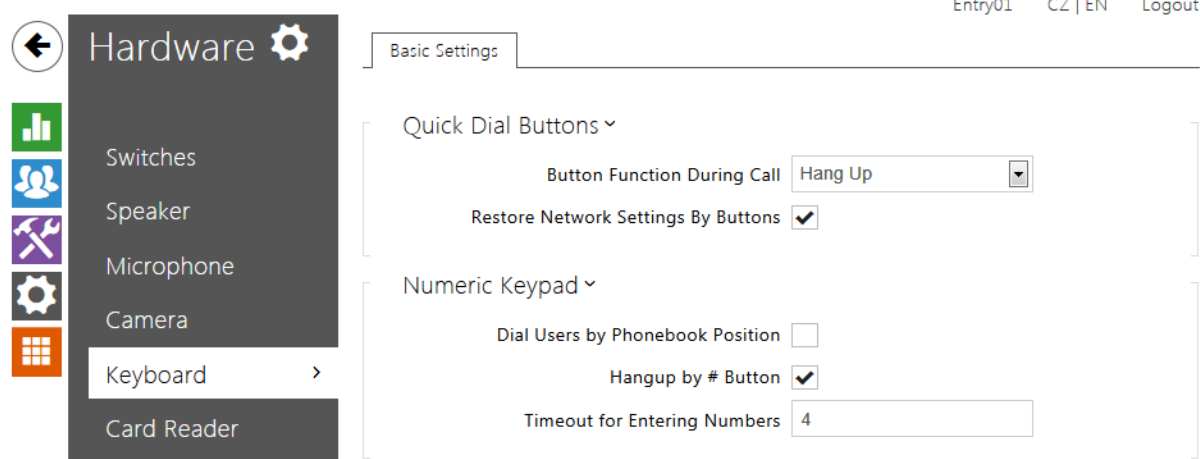 Entry01 CZ | EN Logout
Hardware
Basic Settings
Switches
Speaker
Microphone
Camera
Keyboard
Card Reader
Quick Dial Buttons
Button Function During Call Hang Up
Restore Network Settings By Buttons
Numeric Keypad
Dial Users by Phonebook Position
Hangup by # Button
Timeout for Entering Numbers 4